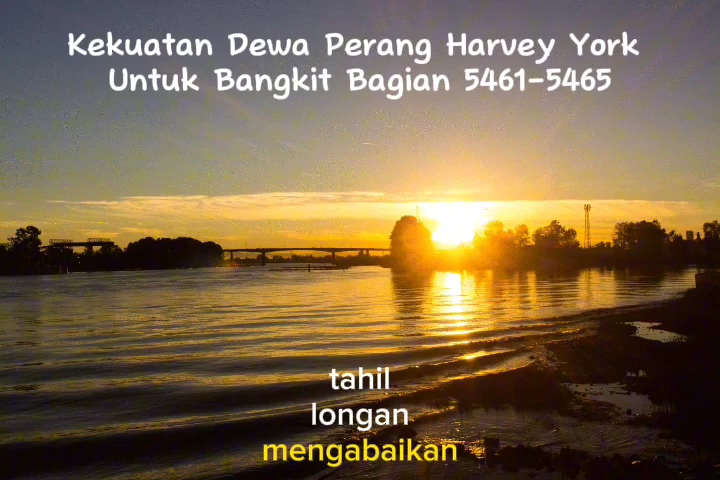 Kekuatan Dewa Perang Harvey York
Untuk Bangkit Bagian 5461-5465
tahil
longan
mengabaikan